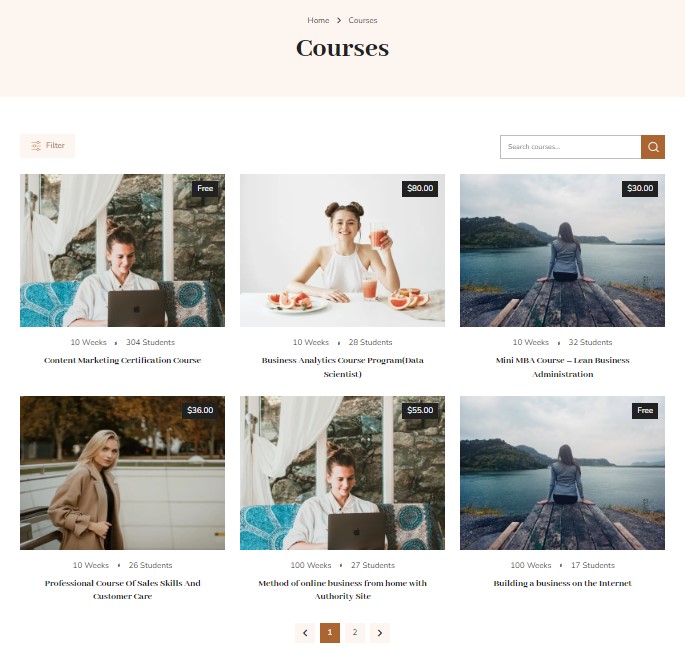 Home > Courses
Courses
Filter
Search courses...
Free
$80.00
$30.00
10 Weeks 304 Students
10 Weeks 28 Students
10 Weeks 32 Students
Content Marketing Certification Course
Business Analytics Course Program(Data
Scientist)
Mini MBA Course – Lean Business
Administration
$36.00
$55.00
Free
10 Weeks 26 Students
100 Weeks 27 Students
100 Weeks 17 Students
Professional Course Of Sales Skills And
Customer Care
Method of online business from home with
Authority Site
Building a business on the Internet
1 2